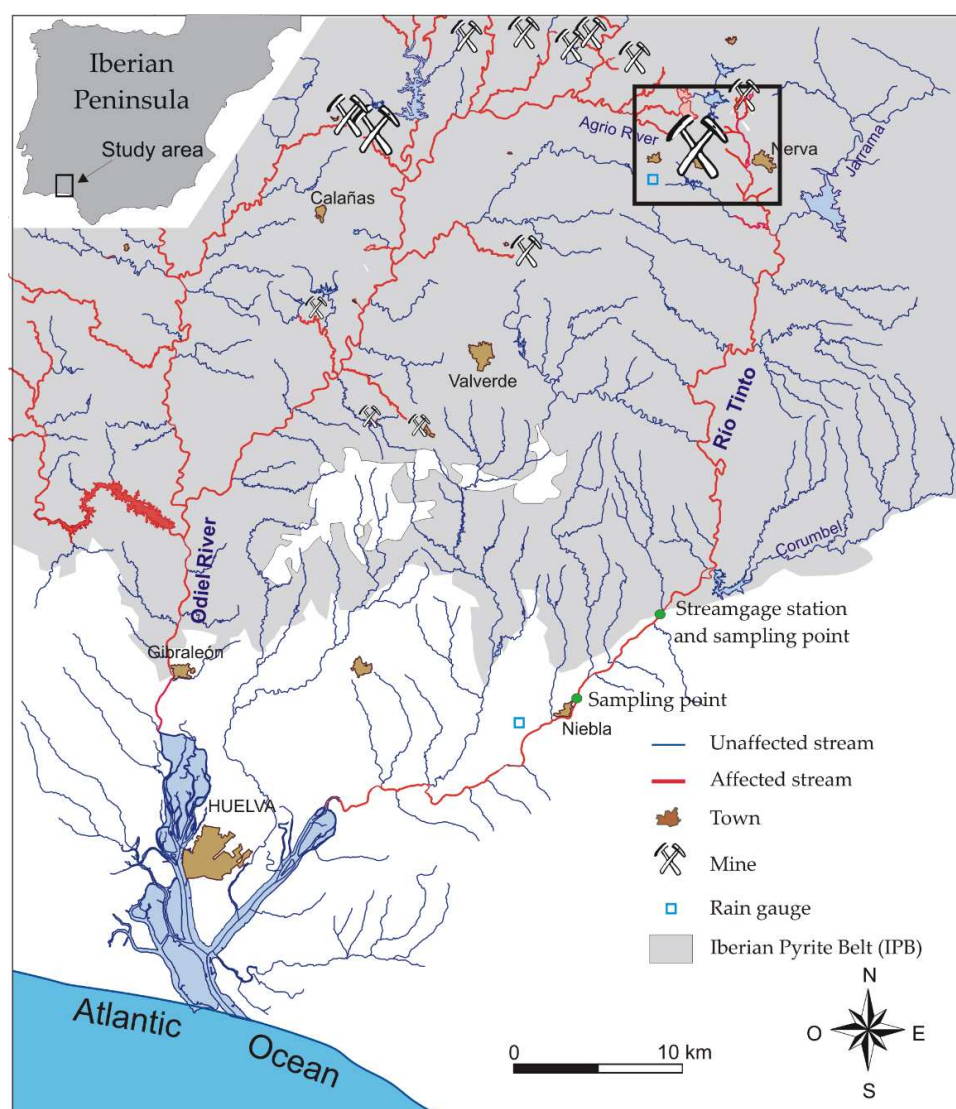 Iberian
Peninsula
Study area
Agrio River
Nerva
Jarrama
Calañas
Valverde
Río Tinto
Odiel River
Corumbel
Streamgage station
and sampling point
Gibraleón
Sampling point
Niebla
Unaffected stream
Affected stream
HUELVA
Town
Mine
Rain gauge
Iberian Pyrite Belt (IPB)
Atlantic Ocean
0 10 km
N
O E
S